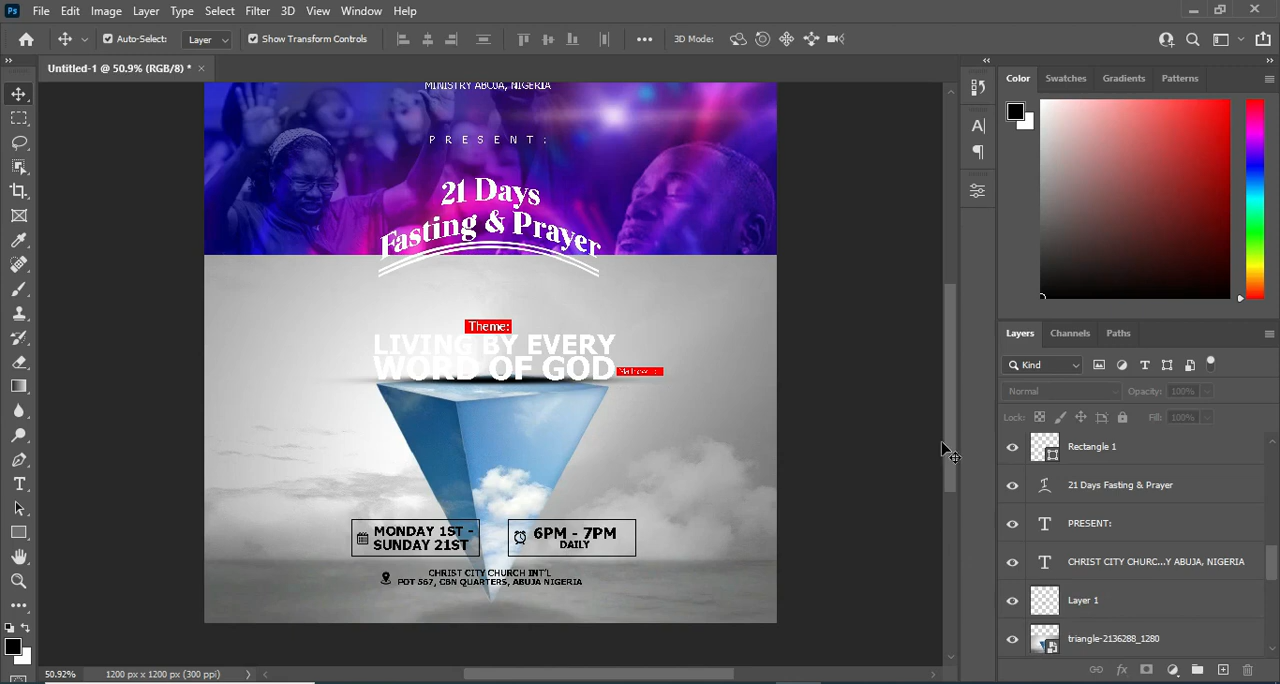 Ps File Edit Image Layer Type Select Filter 3D View Window Help
Auto-Select: Layer Show Transform Controls 3D Mode:
Untitled-1 @ 50.9% (RGB/8) *
MINISTRY ABUJA, NIGERIA
PRESENT:
21 Days
Fasting & Prayer
Theme:
LIVING BY EVERY
WORD OF GOD
MONDAY 1ST -
SUNDAY 21ST
6PM - 7PM
DAILY
CHRIST CITY CHURCH INT'L
POT 567, CBN QUARTERS, ABUJA NIGERIA
50.92% 1200 px x 1200 px (300 ppi)
Color Swatches Gradients Patterns
Layers Channels Paths
Kind
Normal Opacity: 100%
Lock: Fill: 100%
Rectangle 1
21 Days Fasting & Prayer
PRESENT:
CHRIST CITY CHURC...Y ABUJA, NIGERIA
Layer 1
triangle-2136288_1280